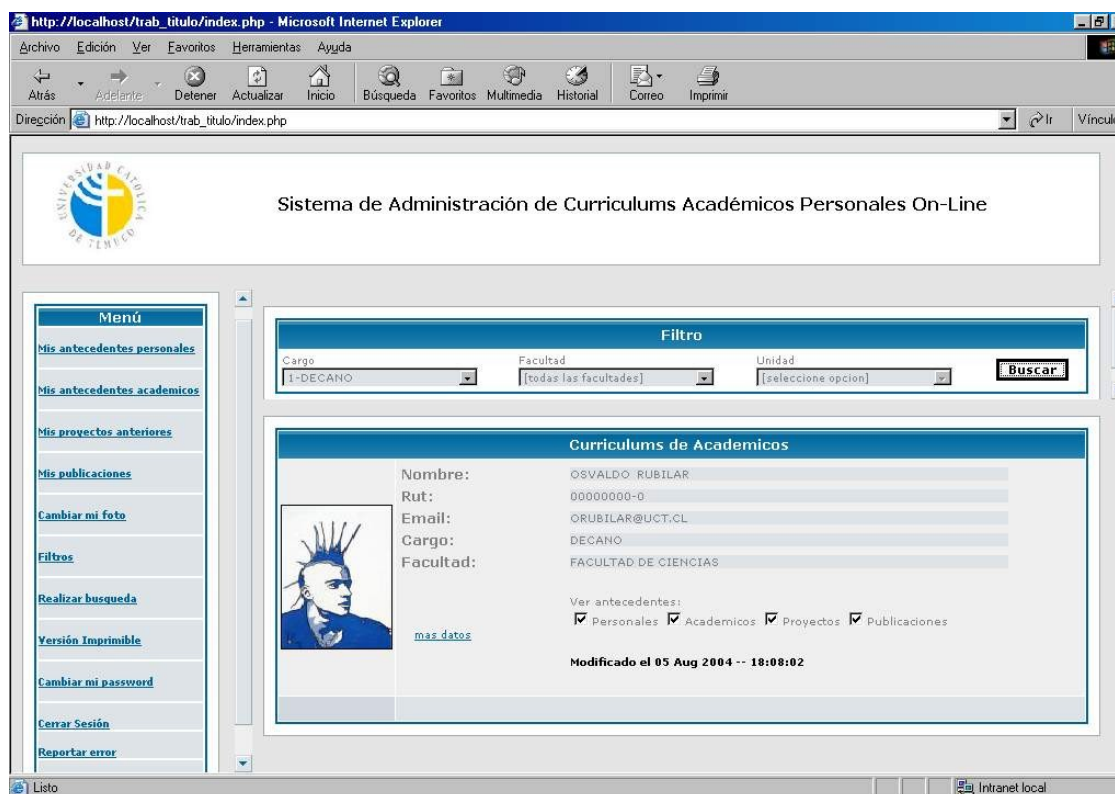 http://localhost/trab_titulo/index.php - Microsoft Internet Explorer
Archivo Edición Ver Favoritos Herramientas Ayuda
Atrás Adelante Detener Actualizar Inicio Búsqueda Favoritos Multimedia Historial Correo Imprimir
Dirección http://localhost/trab_titulo/index.php Ir Víncul
UNIVERSIDAD CATOLICA DE TEMUCO
Sistema de Administración de Curriculums Académicos Personales On-Line
Menú
Mis antecedentes personales
Mis antecedentes academicos
Mis proyectos anteriores
Mis publicaciones
Cambiar mi foto
Filtros
Realizar busqueda
Versión Imprimible
Cambiar mi password
Cerrar Sesión
Reportar error
Filtro
Cargo Facultad Unidad
1-DECANO [todas las facultades] [seleccione opcion] Buscar
Curriculums de Academicos
Nombre: OSVALDO RUBILAR
Rut: 00000000-0
Email: ORUBILAR@UCT.CL
Cargo: DECANO
Facultad: FACULTAD DE CIENCIAS
Ver antecedentes:
Personales Academicos Proyectos Publicaciones
mas datos
Modificado el 05 Aug 2004 -- 18:08:02
Listo Intranet local